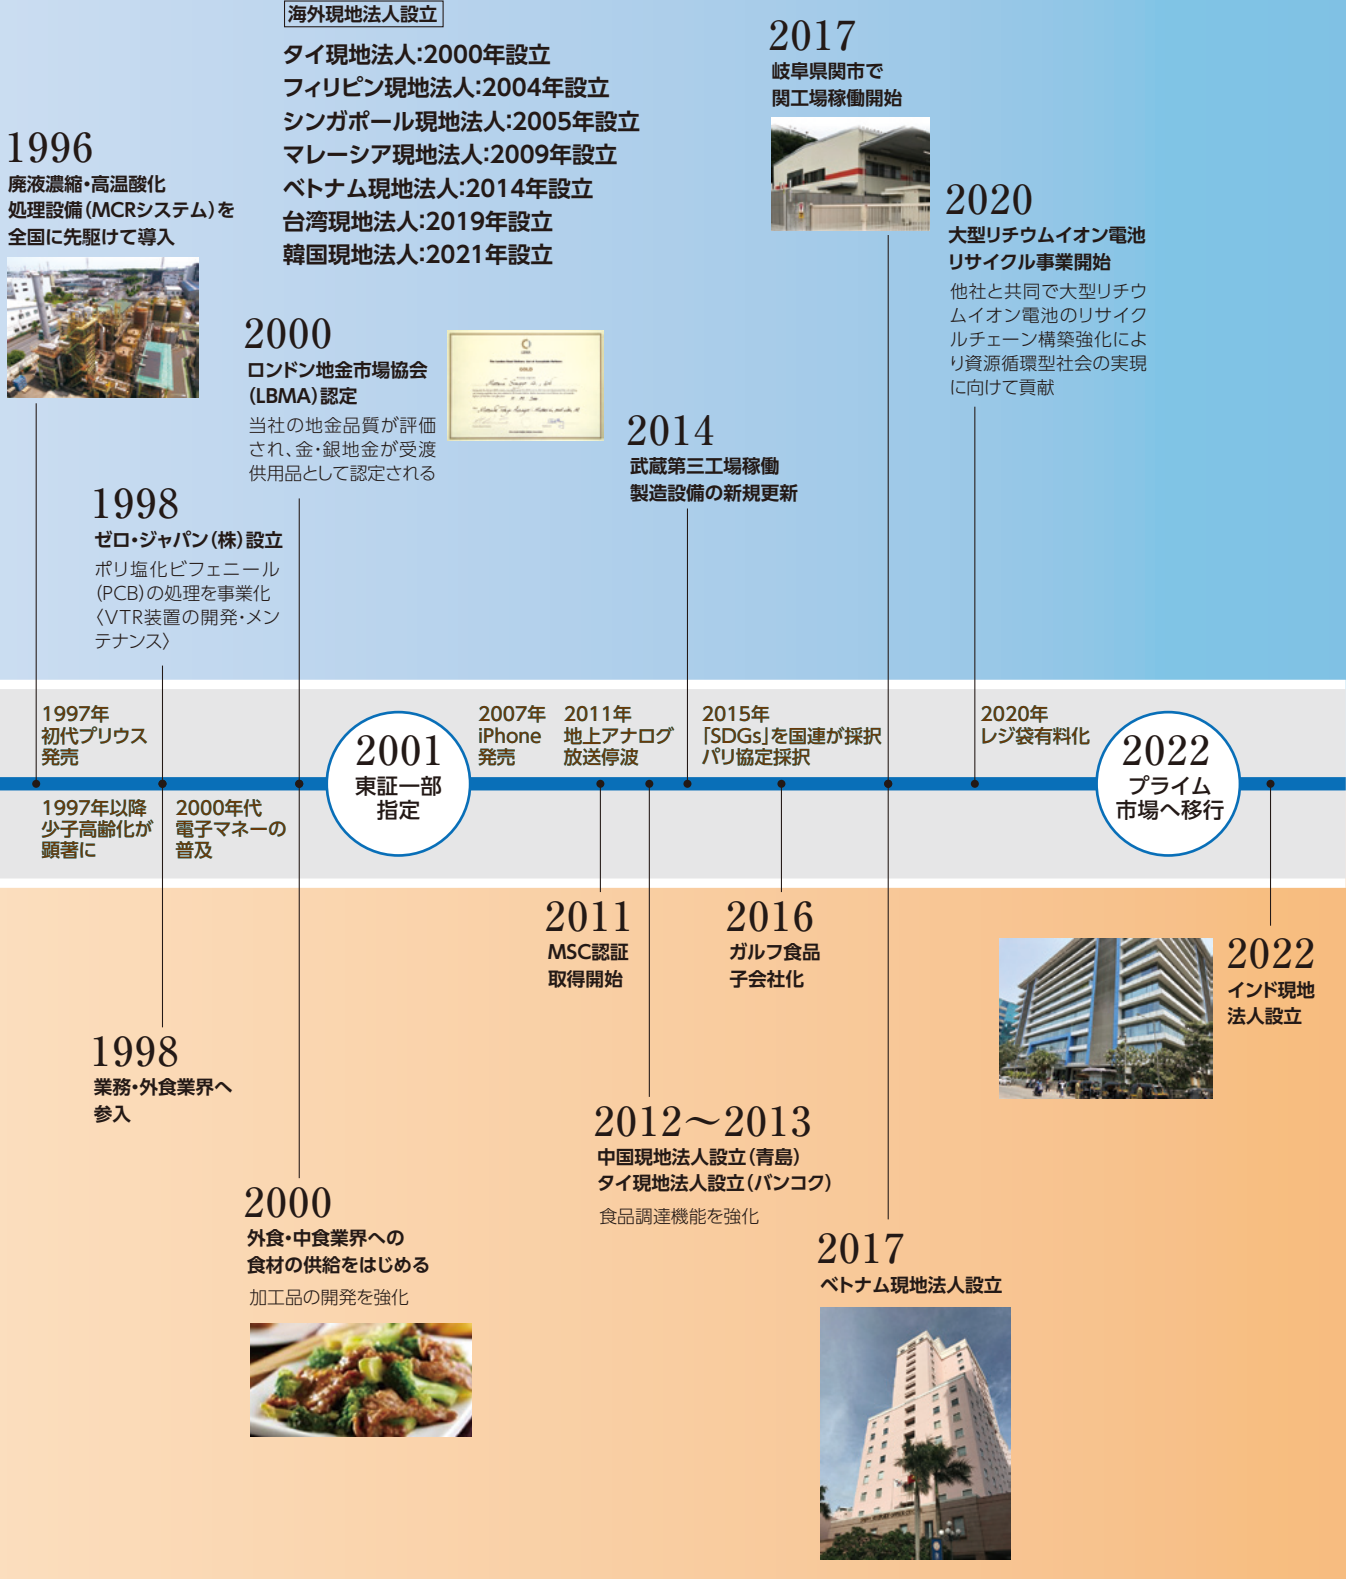 海外現地法人設立
タイ現地法人:2000年設立
フィリピン現地法人:2004年設立
シンガポール現地法人:2005年設立
マレーシア現地法人:2009年設立
ベトナム現地法人:2014年設立
台湾現地法人:2019年設立
韓国現地法人:2021年設立
1996
廃液濃縮・高温酸化
処理設備(MCRシステム)を
全国に先駆けて導入
1998
ゼロ・ジャパン(株)設立
ポリ塩化ビフェニール
(PCB)の処理を事業化
〈VTR装置の開発・メン
テナンス〉
2000
ロンドン地金市場協会
(LBMA)認定
当社の地金品質が評価
され、金・銀地金が受渡
供用品として認定される
GOLD
2014
武蔵第三工場稼働
製造設備の新規更新
2017
岐阜県関市で
関工場稼働開始
2020
大型リチウムイオン電池
リサイクル事業開始
他社と共同で大型リチウ
ムイオン電池のリサイク
ルチェーン構築強化によ
り資源循環型社会の実現
に向けて貢献
1997年
初代プリウス
発売
1997年以降
少子高齢化が
顕著に
2000年代
電子マネーの
普及
2001
東証一部
指定
2007年
iPhone
発売
2011年
地上アナログ
放送停波
2015年
「SDGs」を国連が採択
パリ協定採択
2020年
レジ袋有料化
2022
プライム
市場へ移行
1998
業務・外食業界へ
参入
2000
外食・中食業界への
食材の供給をはじめる
加工品の開発を強化
2011
MSC認証
取得開始
2012〜2013
中国現地法人設立(青島)
タイ現地法人設立(バンコク)
食品調達機能を強化
2016
ガルフ食品
子会社化
2017
ベトナム現地法人設立
2022
インド現地
法人設立